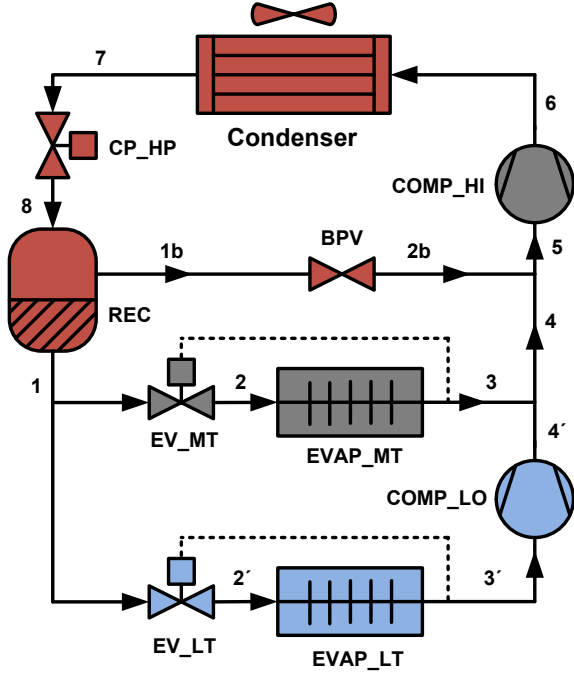 7
6
CP_HP
Condenser
COMP_HI
8
1b
BPV
2b
5
REC
4
1
2
3
EV_MT
EVAP_MT
4´
COMP_LO
2´
3´
EV_LT
EVAP_LT